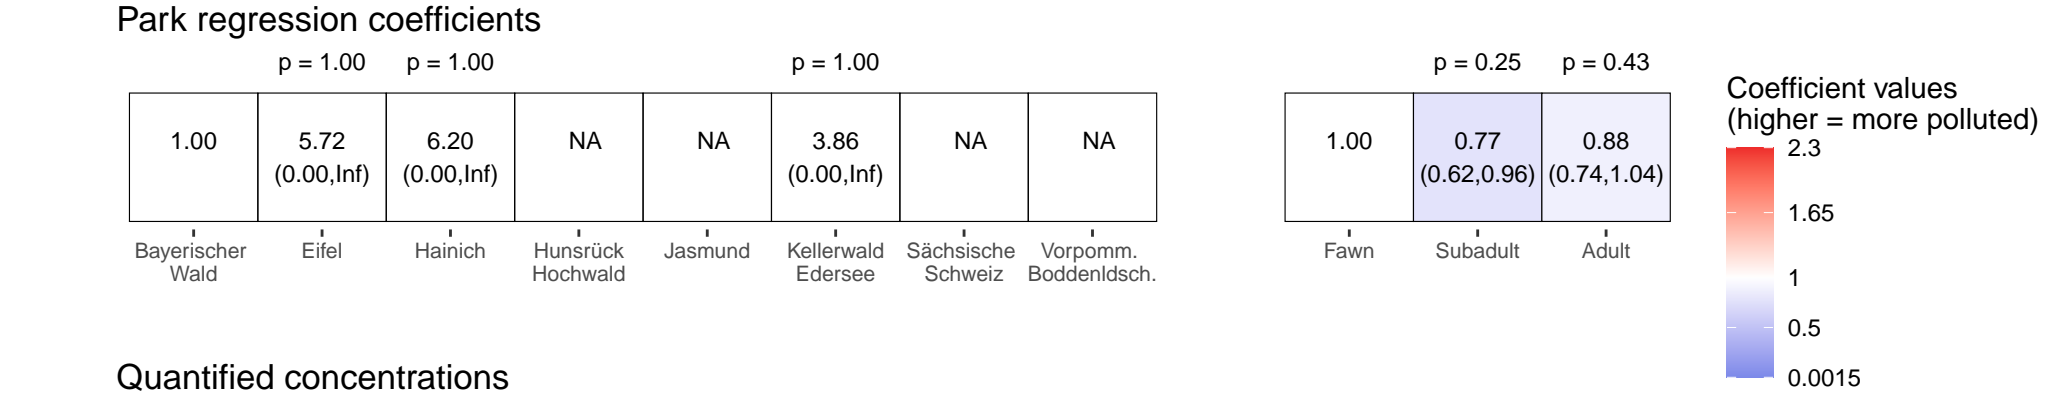 Park regression coefficients
p = 1.00 p = 1.00 p = 1.00 p = 0.25 p = 0.43
1.00 5.72 6.20 NA NA 3.86 NA NA 1.00 0.77 0.88
(0.00,Inf) (0.00,Inf) (0.00,Inf) (0.62,0.96) (0.74,1.04)
Bayerischer Eifel Hainich Hunsrück Jasmund Kellerwald Sächsische Vorpomm. Fawn Subadult Adult
Wald Hochwald Edersee Schweiz Boddenldsch.
Coefficient values
(higher = more polluted)
2.3
1.65
1
0.5
0.0015
Quantified concentrations